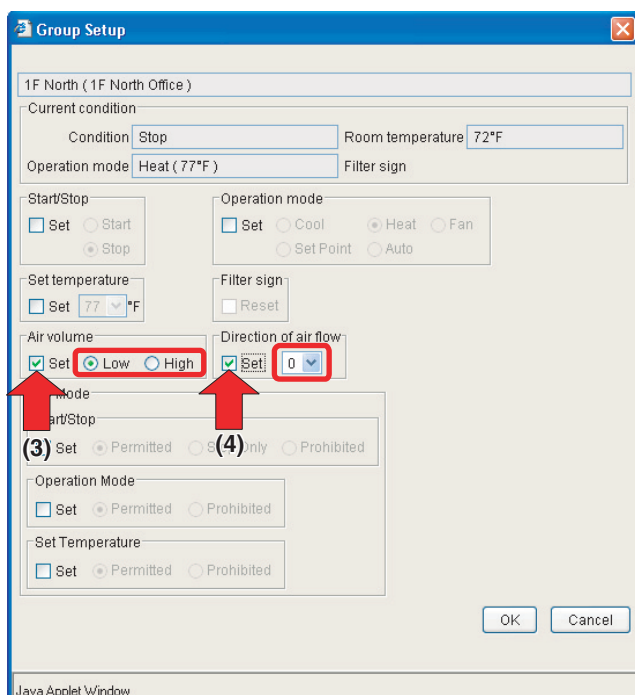 Group Setup
1F North ( 1F North Office )
Current condition
Condition Stop Room temperature 72°F
Operation mode Heat ( 77°F ) Filter sign
Start/Stop Operation mode
Set Start Set Cool Heat Fan
Stop Set Point Auto
Set temperature Filter sign
Set 77 °F Reset
Air volume Direction of air flow
Set Low High Set 0
Mode
(3) (4)
Set Permitted Only Prohibited
Operation Mode
Set Permitted Prohibited
Set Temperature
Set Permitted Prohibited
OK Cancel
Java Applet Window